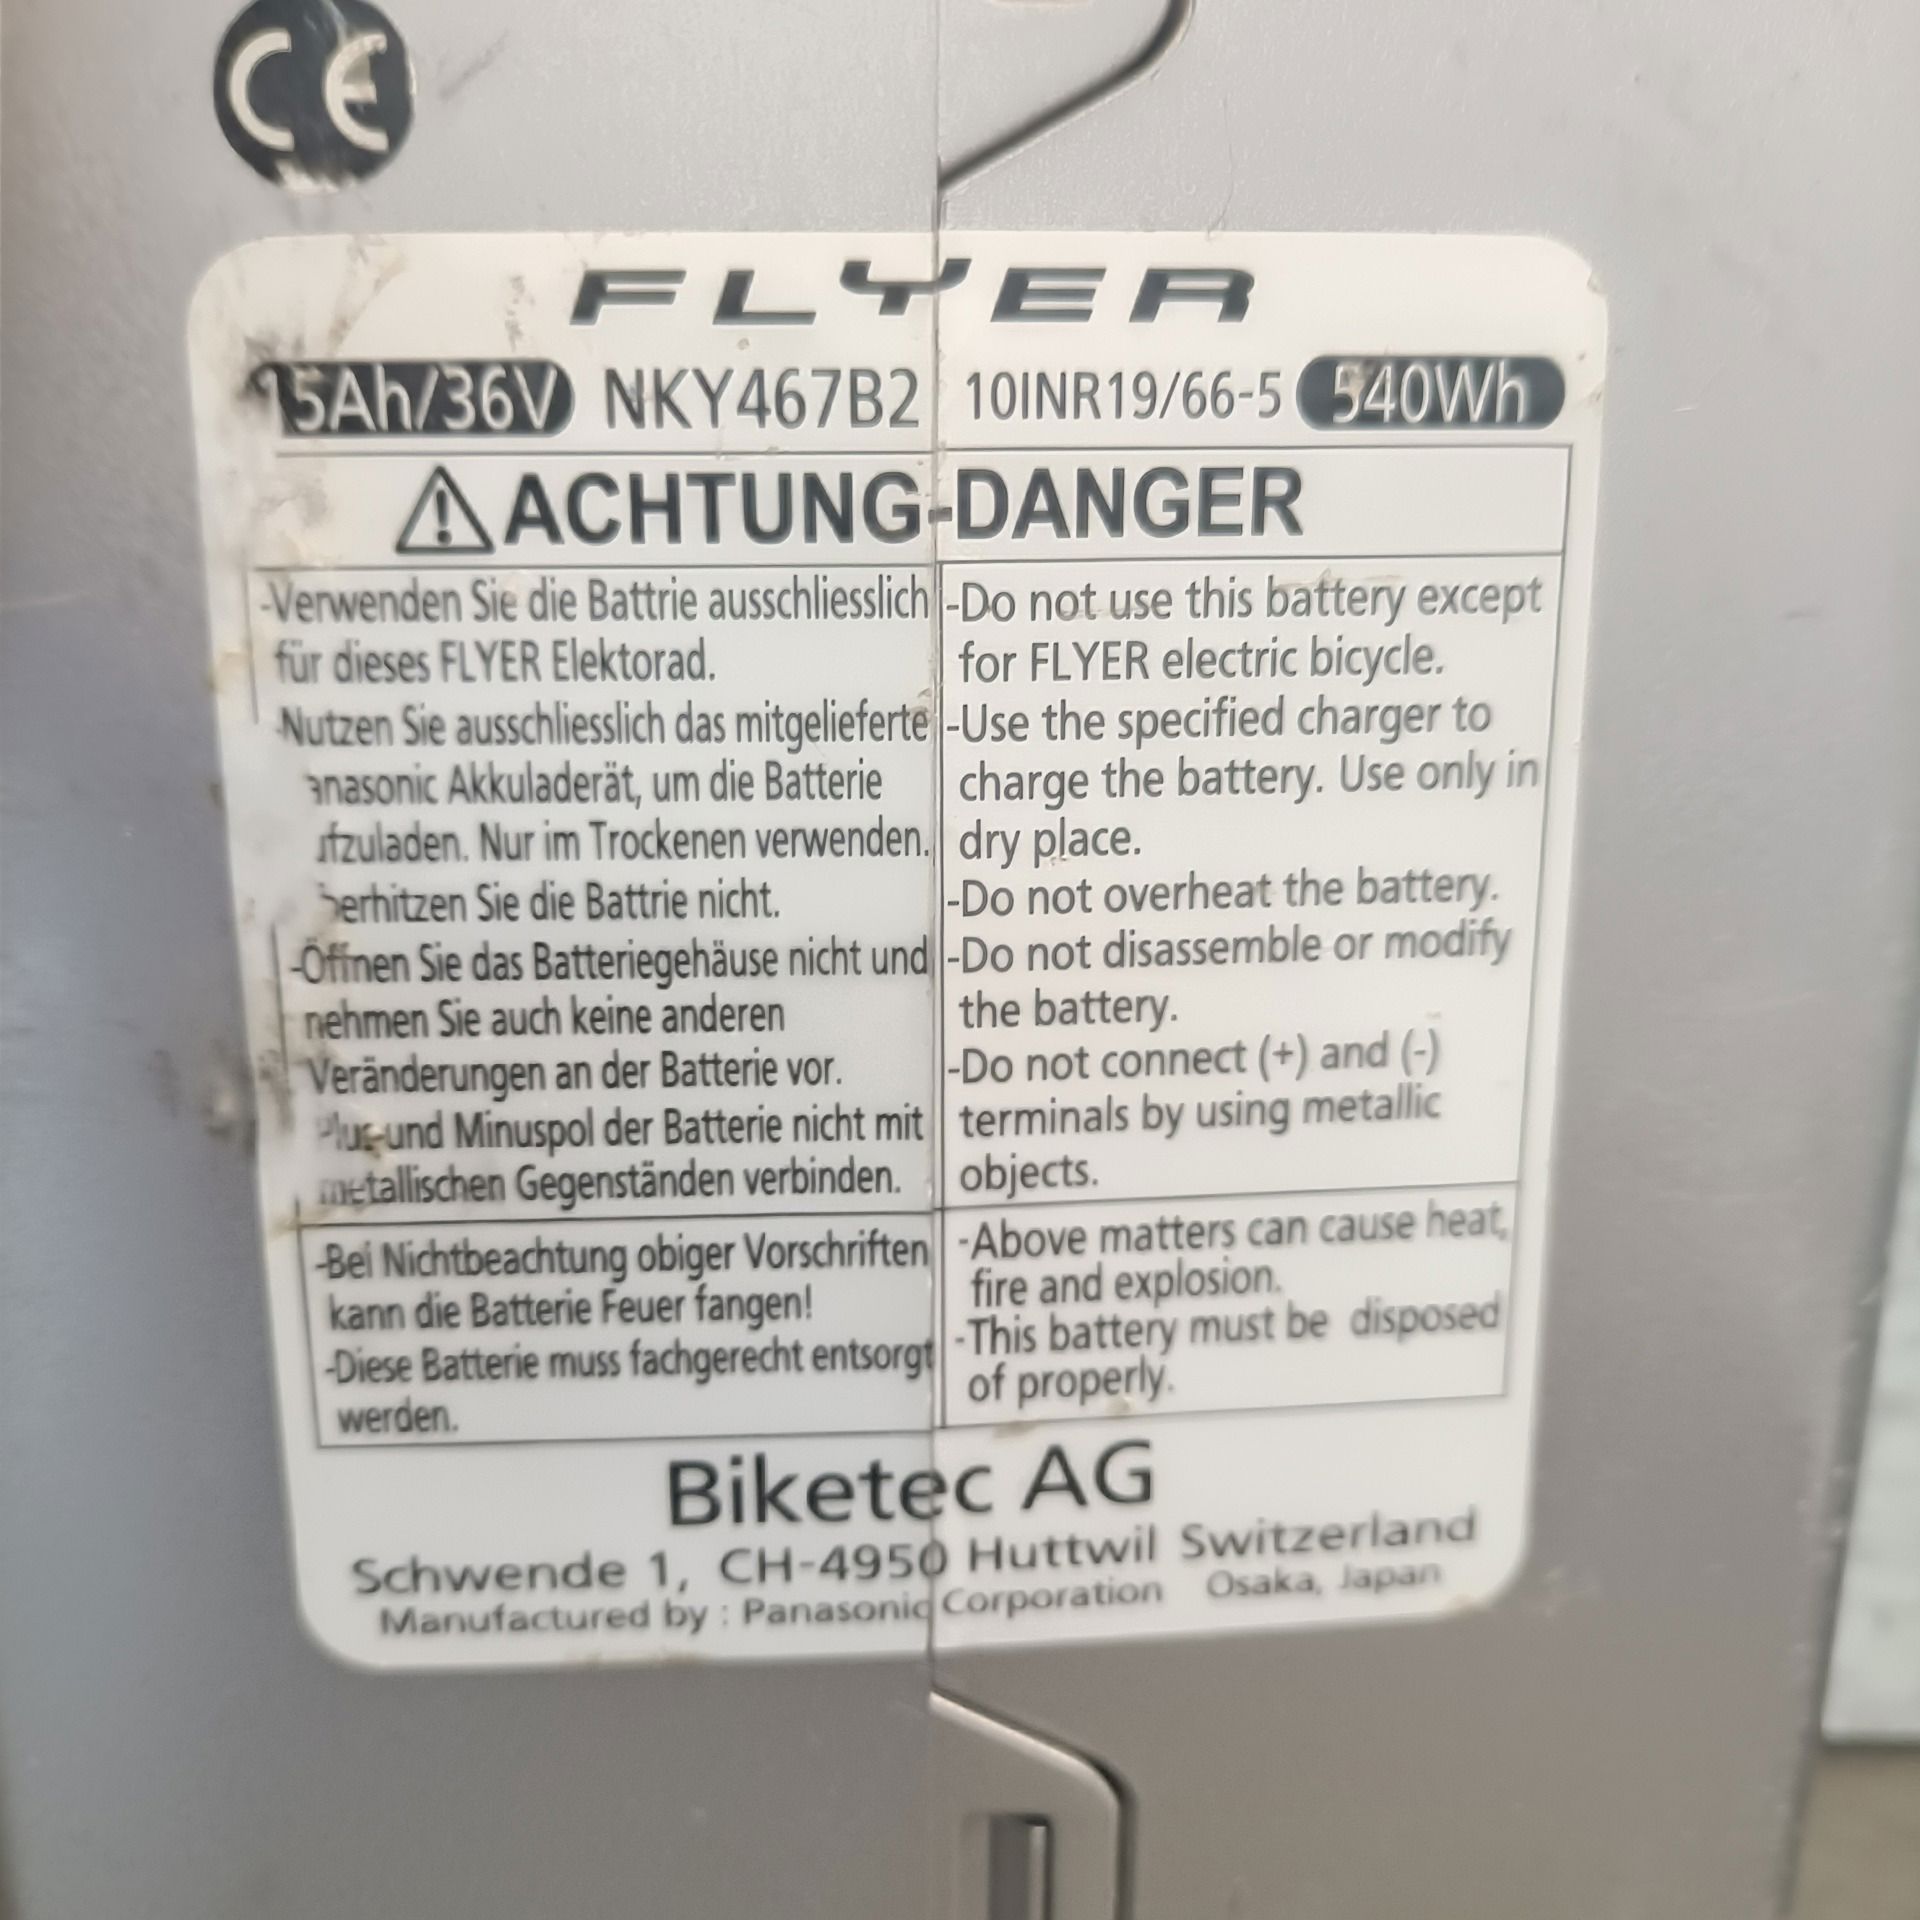 CE
FLYER
15Ah/36V NKY467B2 10INR19/66-5 540Wh
ACHTUNG-DANGER
-Verwenden Sie die Battrie ausschliesslich
für dieses FLYER Elektorad.
-Nutzen Sie ausschliesslich das mitgelieferte
anasonic Akkuladerät, um die Batterie
ufzuladen. Nur im Trockenen verwenden.
berhitzen Sie die Battrie nicht.
-Öffnen Sie das Batteriegehäuse nicht und
nehmen Sie auch keine anderen
Veränderungen an der Batterie vor.
Plus-und Minuspol der Batterie nicht mit
metallischen Gegenständen verbinden.
-Bei Nichtbeachtung obiger Vorschriften
kann die Batterie Feuer fangen!
-Diese Batterie muss fachgerecht entsorgt
werden.
-Do not use this battery except
for FLYER electric bicycle.
-Use the specified charger to
charge the battery. Use only in
dry place.
-Do not overheat the battery.
-Do not disassemble or modify
the battery.
-Do not connect (+) and (-)
terminals by using metallic
objects.
-Above matters can cause heat,
fire and explosion.
-This battery must be disposed
of properly.
Biketec AG
Schwende 1, CH-4950 Huttwil Switzerland
Manufactured by : Panasonic Corporation Osaka, Japan